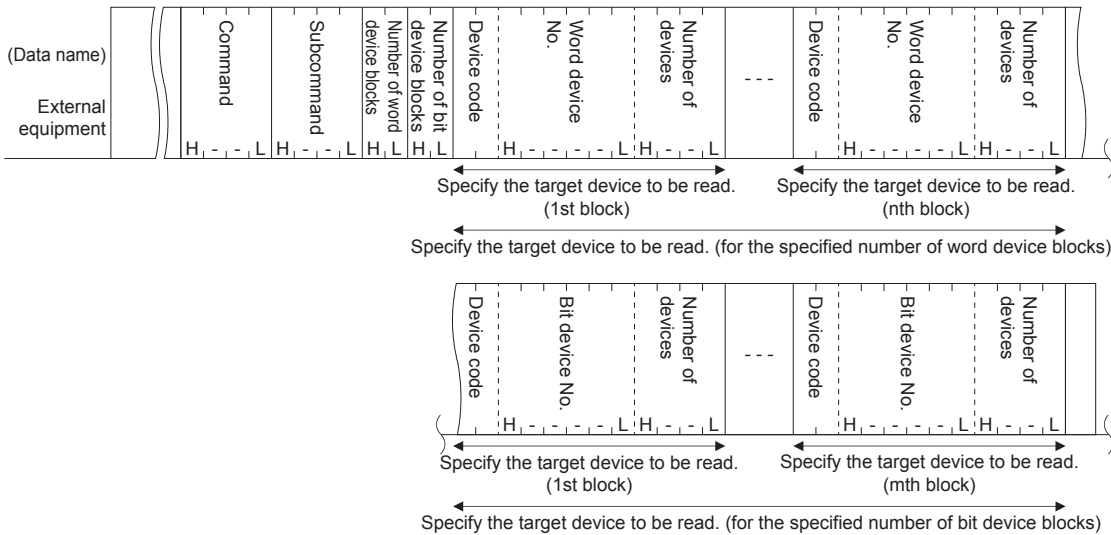 (Data name)
External
equipment
Command
H - - L
Subcommand
H - - L
Number of word
device blocks
H L
Number of bit
device blocks
H L
Device code
Word device
No.
H - - - - L
Number of
devices
H - - L
- - -
Device code
Word device
No.
H - - - - L
Number of
devices
H - - L
Specify the target device to be read.
(1st block)
Specify the target device to be read.
(nth block)
Specify the target device to be read. (for the specified number of word device blocks)
Device code
Bit device No.
H - - - - L
Number of
devices
H - - L
- - -
Device code
Bit device No.
H - - - - L
Number of
devices
H - - L
Specify the target device to be read.
(1st block)
Specify the target device to be read.
(mth block)
Specify the target device to be read. (for the specified number of bit device blocks)